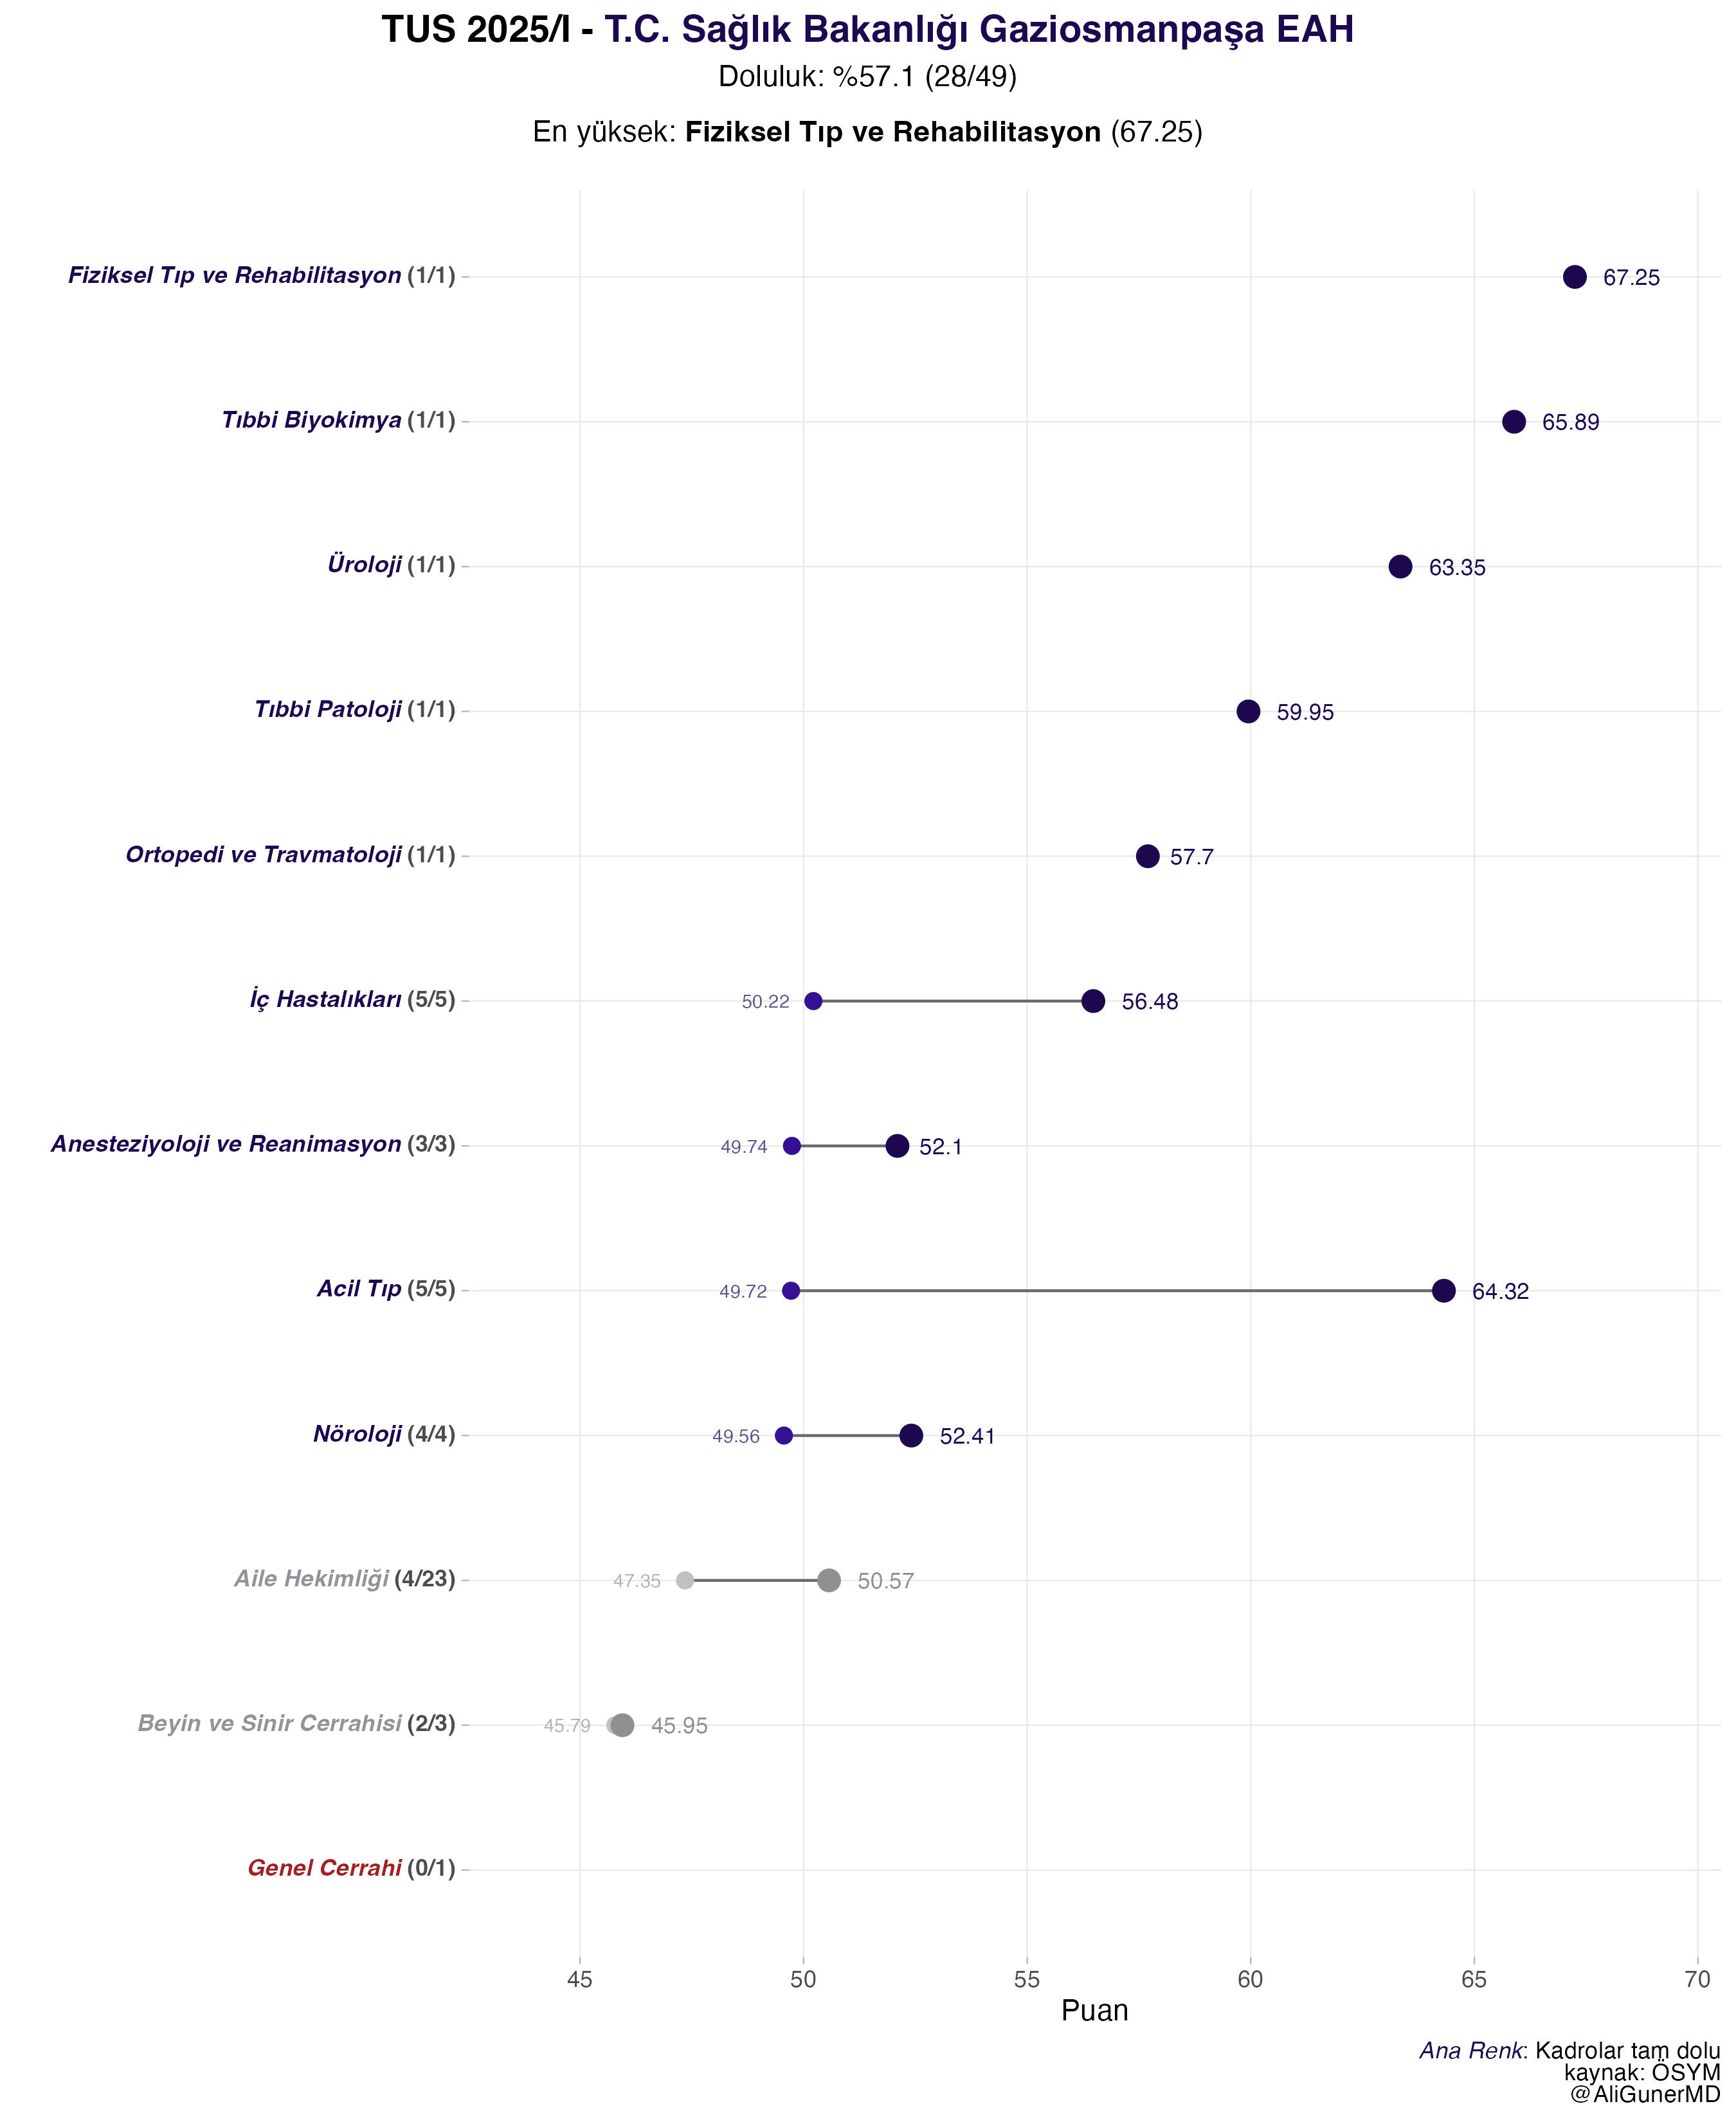 TUS 2025/I - T.C. Sağlık Bakanlığı Gaziosmanpaşa EAH
Doluluk: %57.1 (28/49)
En yüksek: Fiziksel Tıp ve Rehabilitasyon (67.25)
Fiziksel Tıp ve Rehabilitasyon (1/1) 67.25
Tıbbi Biyokimya (1/1) 65.89
Üroloji (1/1) 63.35
Tıbbi Patoloji (1/1) 59.95
Ortopedi ve Travmatoloji (1/1) 57.7
İç Hastalıkları (5/5) 50.22 56.48
Anesteziyoloji ve Reanimasyon (3/3) 49.74 52.1
Acil Tıp (5/5) 49.72 64.32
Nöroloji (4/4) 49.56 52.41
Aile Hekimliği (4/23) 47.35 50.57
Beyin ve Sinir Cerrahisi (2/3) 45.79 45.95
Genel Cerrahi (0/1)
45 50 55 60 65 70
Puan
Ana Renk: Kadrolar tam dolu
kaynak: ÖSYM
@AliGunerMD